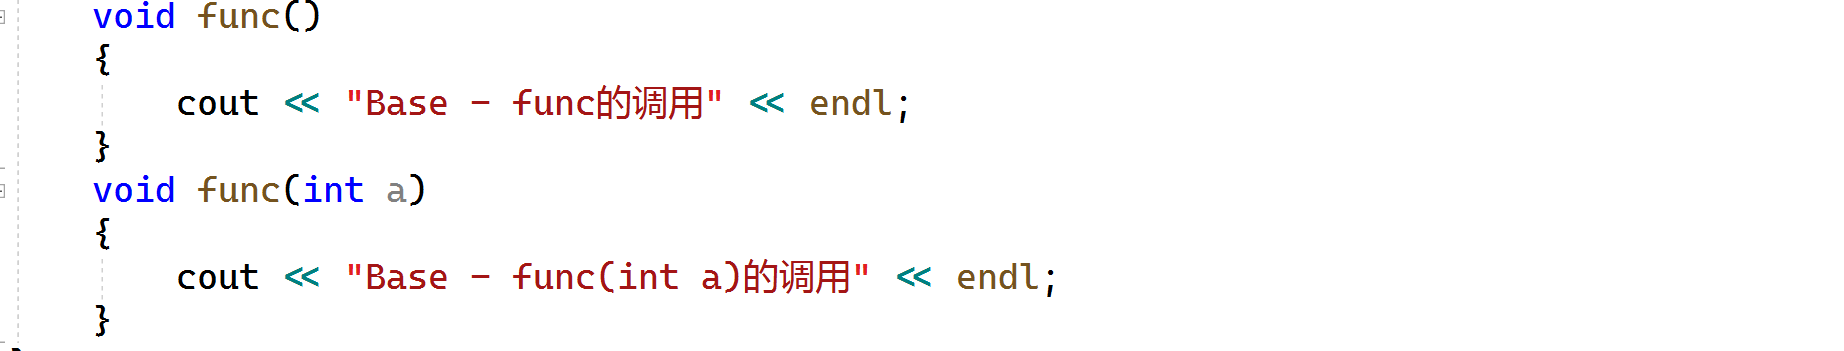 void func()
{
cout << "Base - func的调用" << endl;
}
void func(int a)
{
cout << "Base - func(int a)的调用" << endl;
}